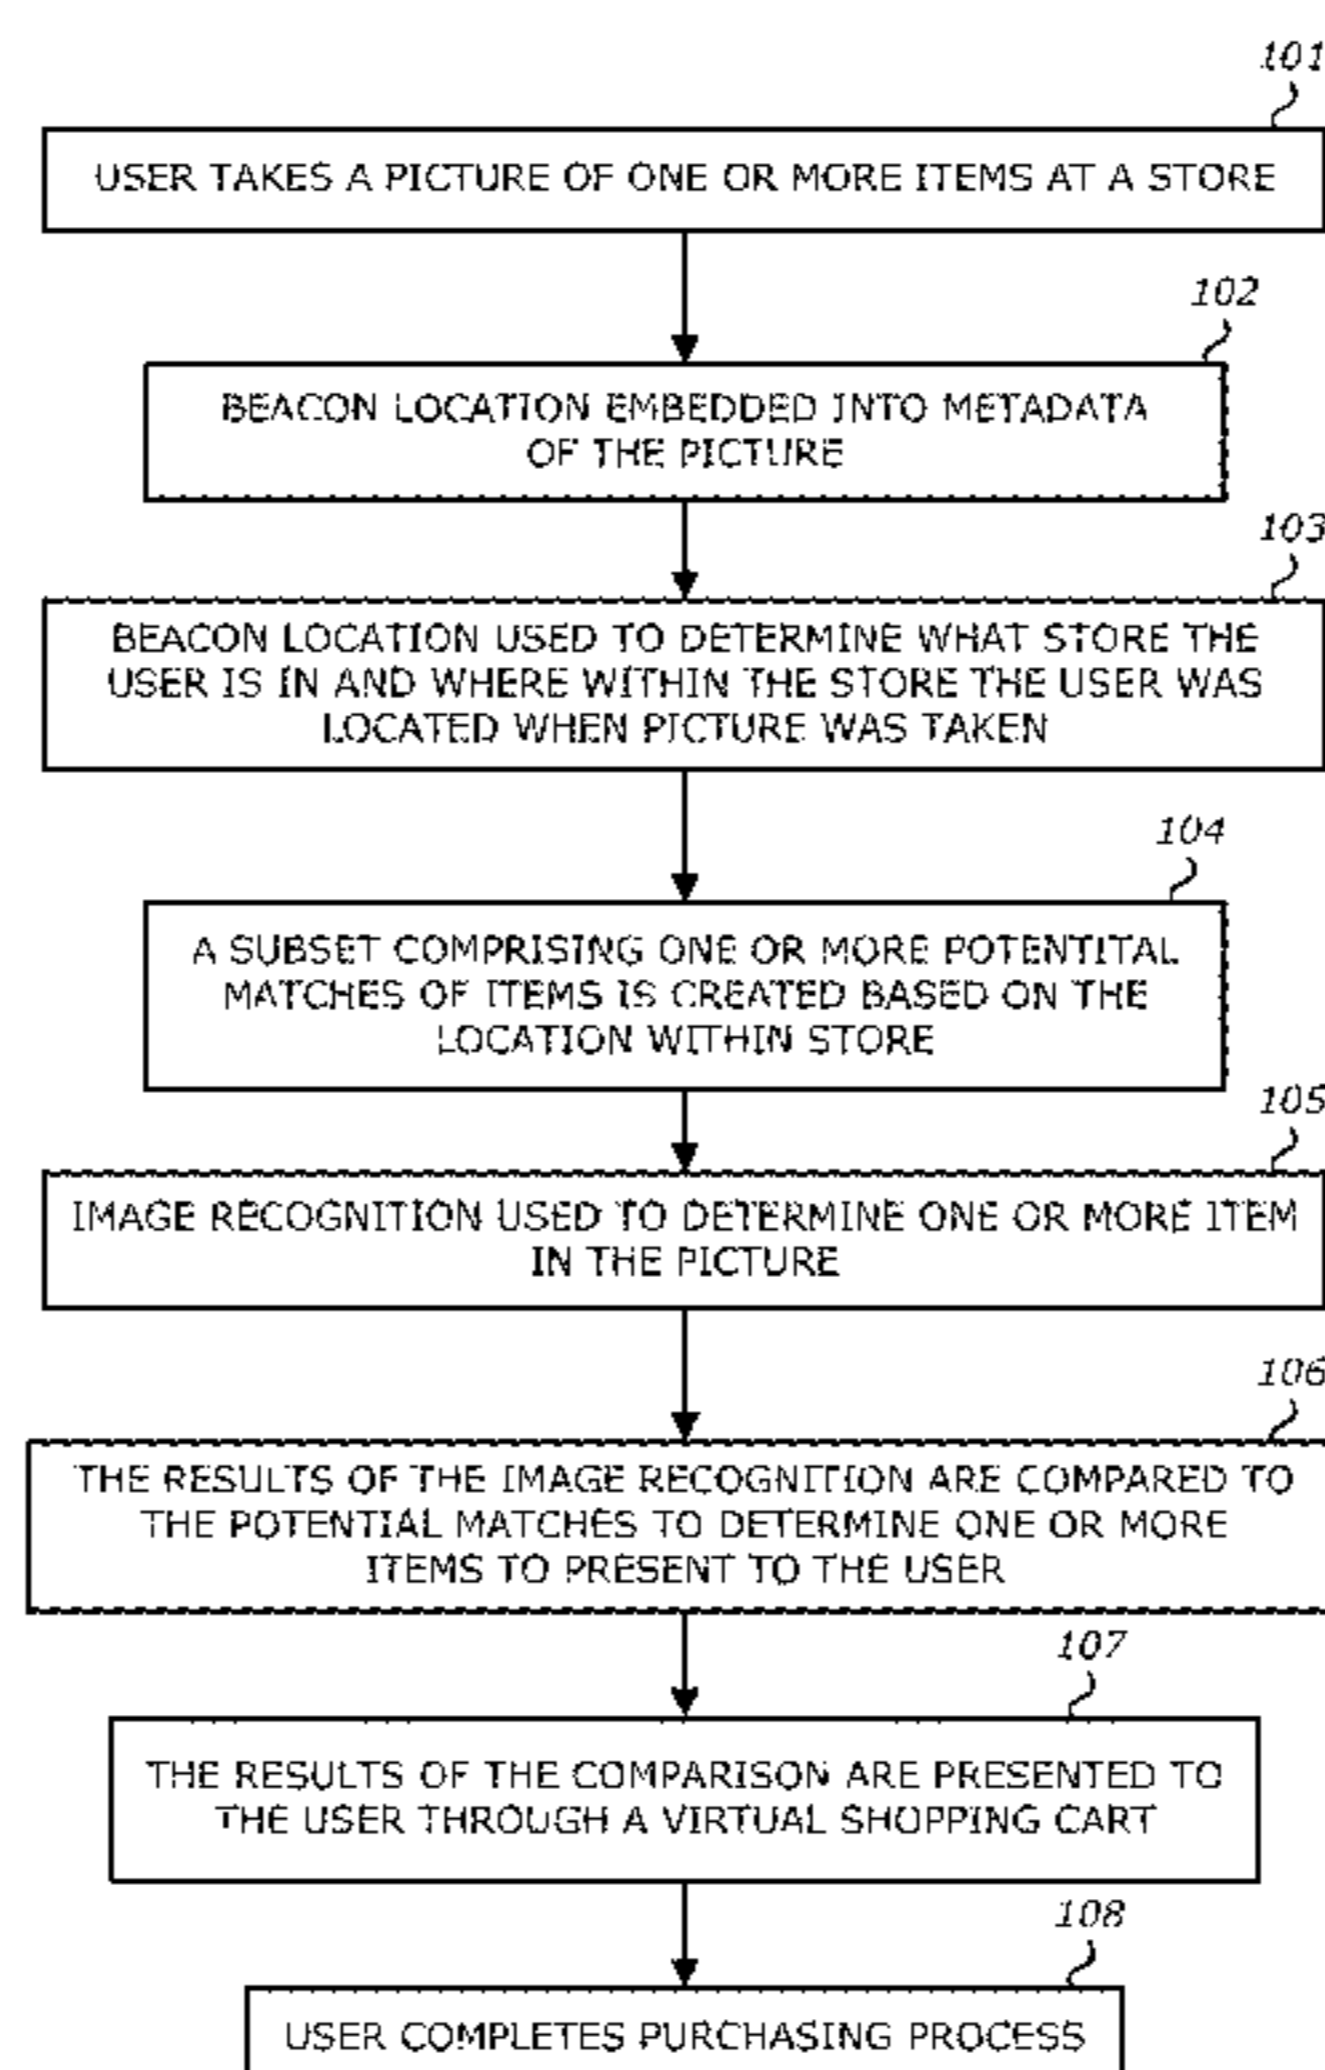 101
USER TAKES A PICTURE OF ONE OR MORE ITEMS AT A STORE
102
BEACON LOCATION EMBEDDED INTO METADATA
OF THE PICTURE
103
BEACON LOCATION USED TO DETERMINE WHAT STORE THE
USER IS IN AND WHERE WITHIN THE STORE THE USER WAS
LOCATED WHEN PICTURE WAS TAKEN
104
A SUBSET COMPRISING ONE OR MORE POTENTITAL
MATCHES OF ITEMS IS CREATED BASED ON THE
LOCATION WITHIN STORE
105
IMAGE RECOGNITION USED TO DETERMINE ONE OR MORE ITEM
IN THE PICTURE
106
THE RESULTS OF THE IMAGE RECOGNITION ARE COMPARED TO
THE POTENTIAL MATCHES TO DETERMINE ONE OR MORE
ITEMS TO PRESENT TO THE USER
107
THE RESULTS OF THE COMPARISON ARE PRESENTED TO
THE USER THROUGH A VIRTUAL SHOPPING CART
108
USER COMPLETES PURCHASING PROCESS